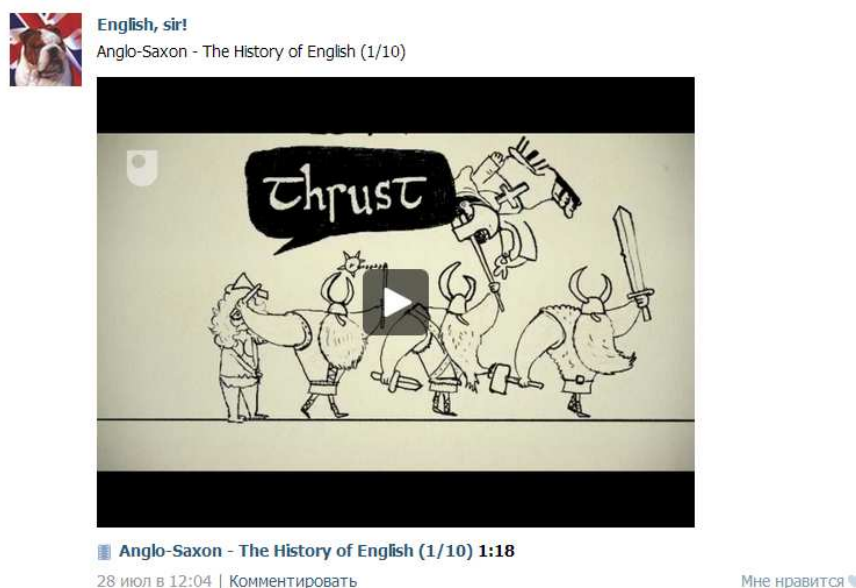 English, sir!
Anglo-Saxon - The History of English (1/10)
thrust
Anglo-Saxon - The History of English (1/10) 1:18
28 июл в 12:04 | Комментировать
Мне нравится